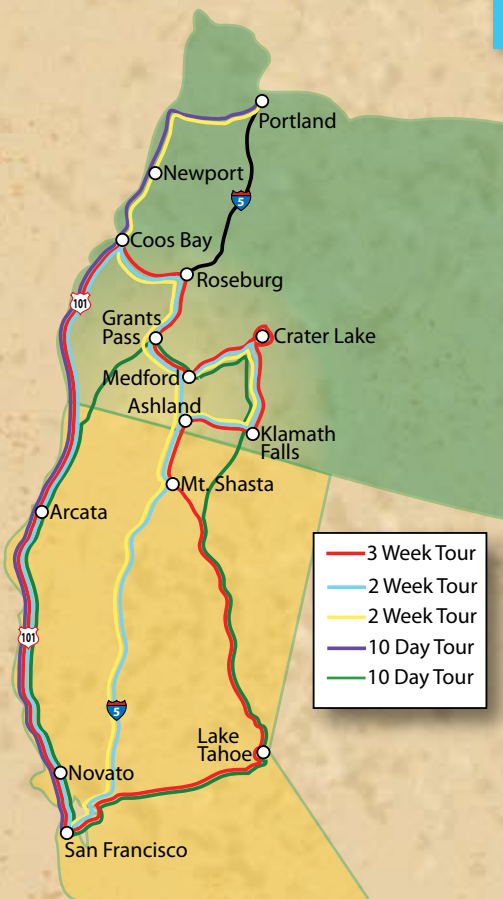 Portland
Newport
5
Coos Bay
Roseburg
101
Grants
Pass
Crater Lake
Medford
Ashland
Klamath
Falls
Mt. Shasta
Arcata
3 Week Tour
2 Week Tour
2 Week Tour
10 Day Tour
10 Day Tour
101
5
Lake
Tahoe
Novato
San Francisco